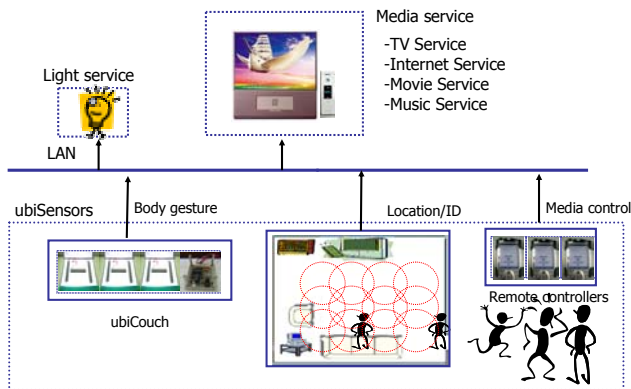 Media service
-TV Service
-Internet Service
-Movie Service
-Music Service
Light service
LAN
ubiSensors
Body gesture
Location/ID
Media control
ubiCouch
Remote controllers